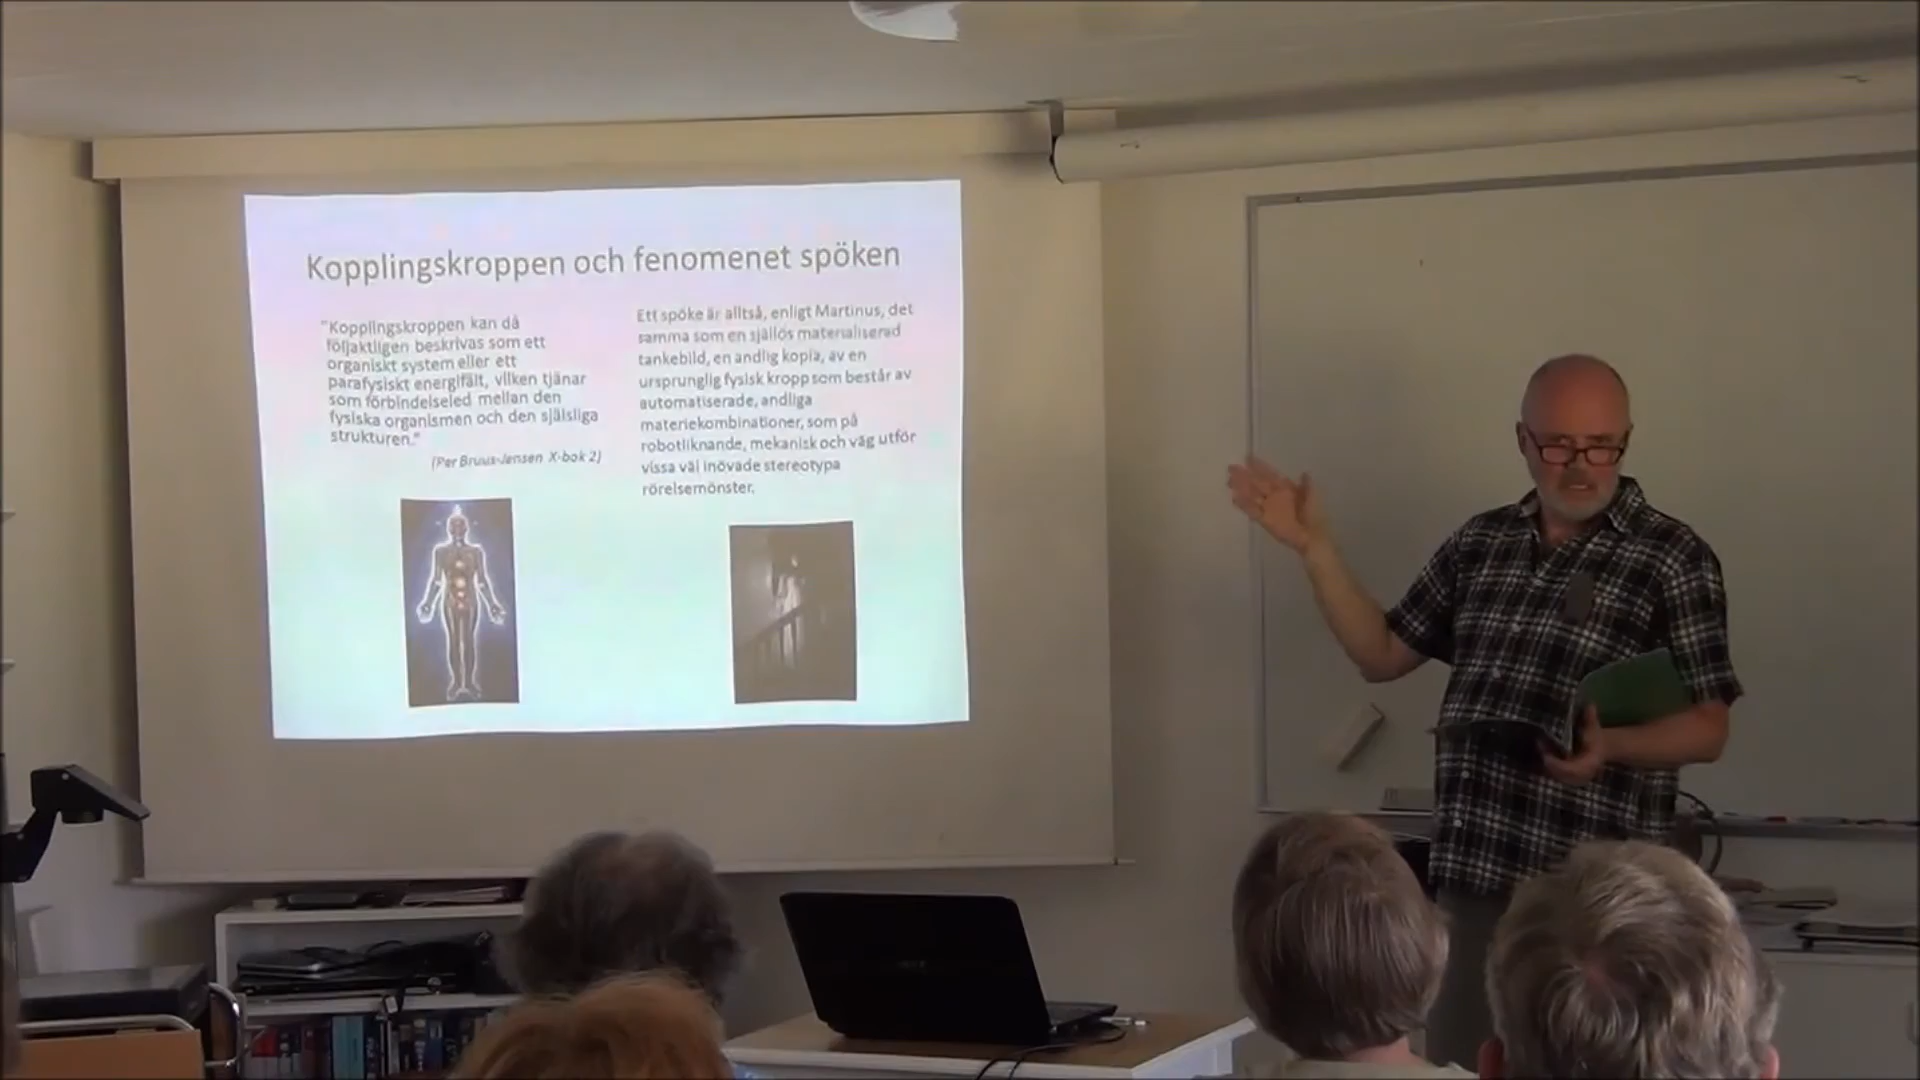 Kopplingskroppen och fenomenet spöken
"Kopplingskroppen kan då
följaktligen beskrivas som ett
organiskt system eller ett
parafysiskt energifält, vilken tjänar
som förbindelseled mellan den
fysiska organismen och den själsliga
strukturen."
(Per Bruus-Jensen X-bok 2)
Ett spöke är alltså, enligt Martinus, det
samma som en själlös materialiserad
tankebild, en andlig kopia, av en
ursprunglig fysisk kropp som består av
automatiserade, andliga
materiekombinationer, som på
robotliknande, mekanisk och väg utför
vissa väl inövade stereotypa
rörelsemönster.